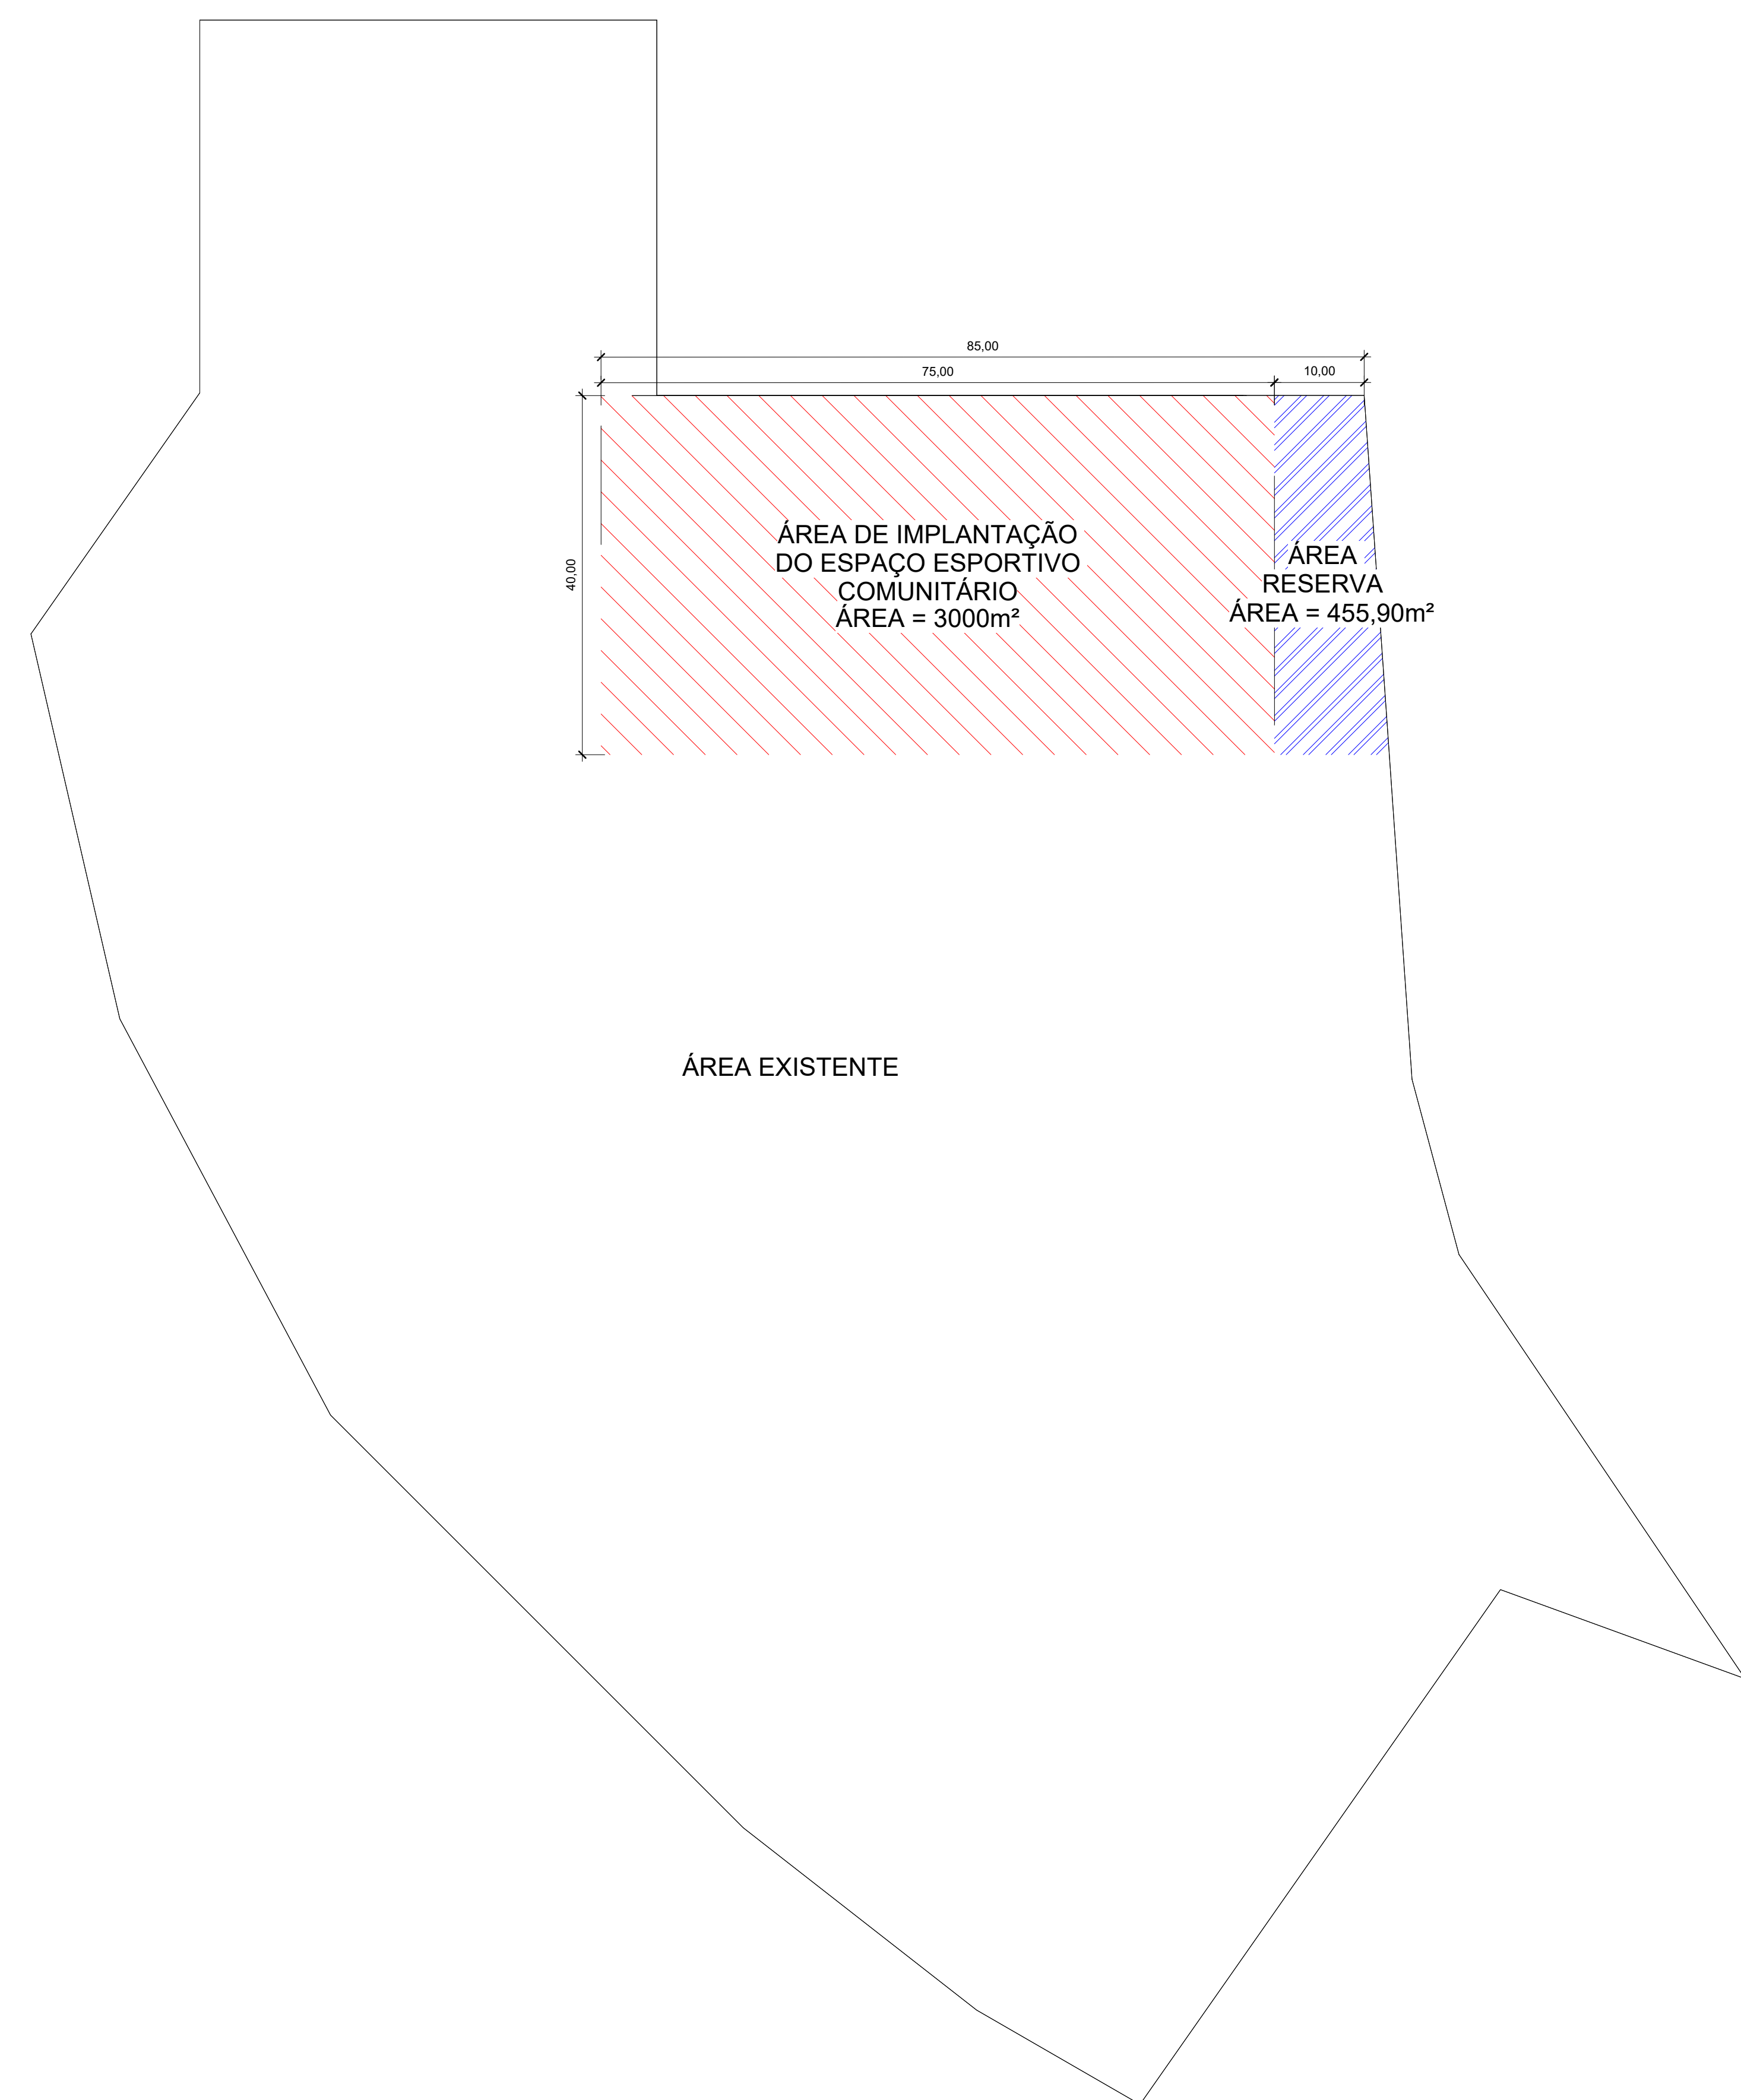 85,00
75,00
10,00
40,00
ÁREA DE IMPLANTAÇÃO
DO ESPAÇO ESPORTIVO
COMUNITÁRIO
ÁREA = 3000m²
ÁREA
RESERVA
ÁREA = 455,90m²
ÁREA EXISTENTE